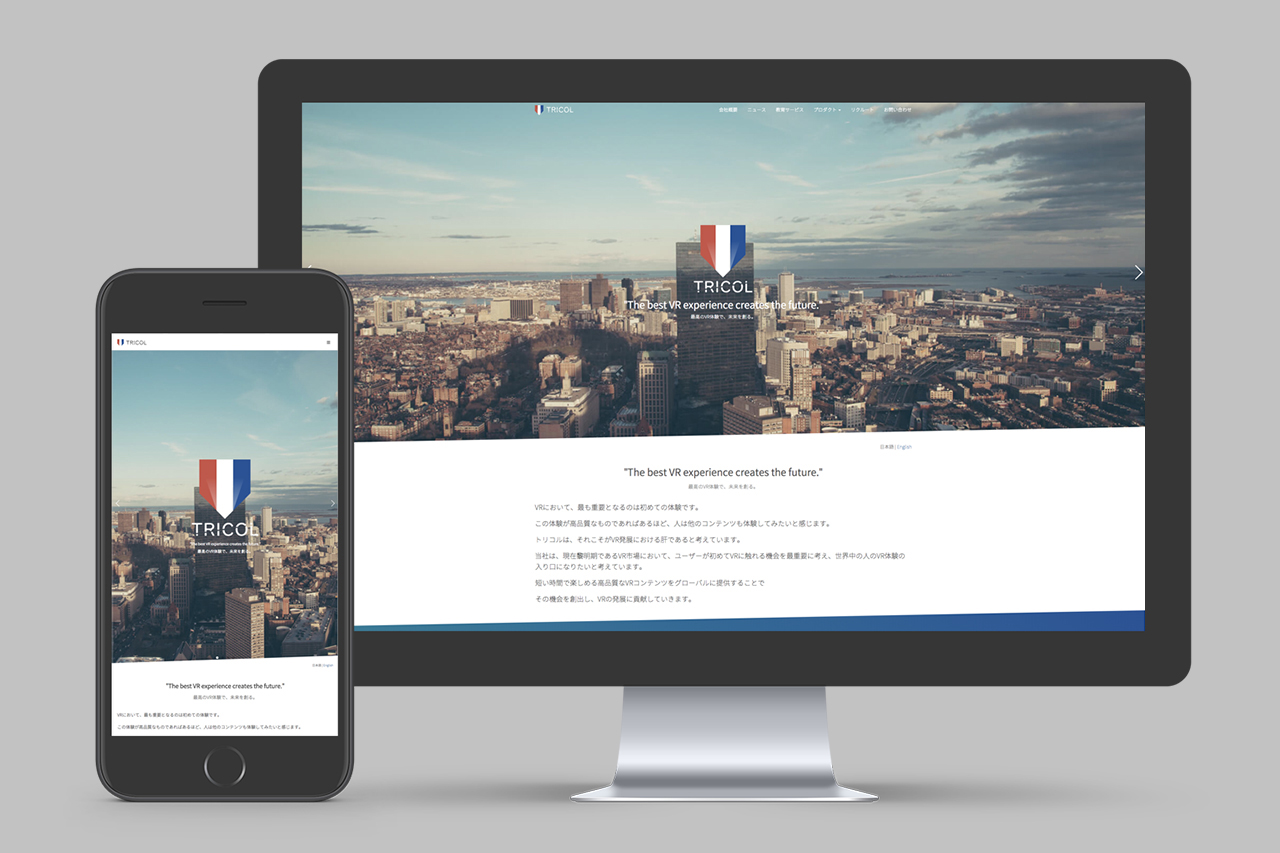 TRICOL
会社概要 ニュース 教育サービス プロダクト リクルート お問い合わせ
TRICOL
"The best VR experience creates the future."
最高のVR体験で、未来を創る。
日本語 | English
"The best VR experience creates the future."
最高のVR体験で、未来を創る。
VRにおいて、最も重要となるのは初めての体験です。
この体験が高品質なものであればあるほど、人は他のコンテンツも体験してみたいと感じます。
トリコルは、それこそがVR発展における肝であると考えています。
当社は、現在黎明期であるVR市場において、ユーザーが初めてVRに触れる機会を最重要に考え、世界中の人のVR体験の
入り口になりたいと考えています。
短い時間で楽しめる高品質なVRコンテンツをグローバルに提供することで
その機会を創出し、VRの発展に貢献していきます。
TRICOL
TRICOL
"The best VR experience creates the future."
最高のVR体験で、未来を創る。
日本語 | English
"The best VR experience creates the future."
最高のVR体験で、未来を創る。
VRにおいて、最も重要となるのは初めての体験です。
この体験が高品質なものであればあるほど、人は他のコンテンツも体験してみたいと感じます。